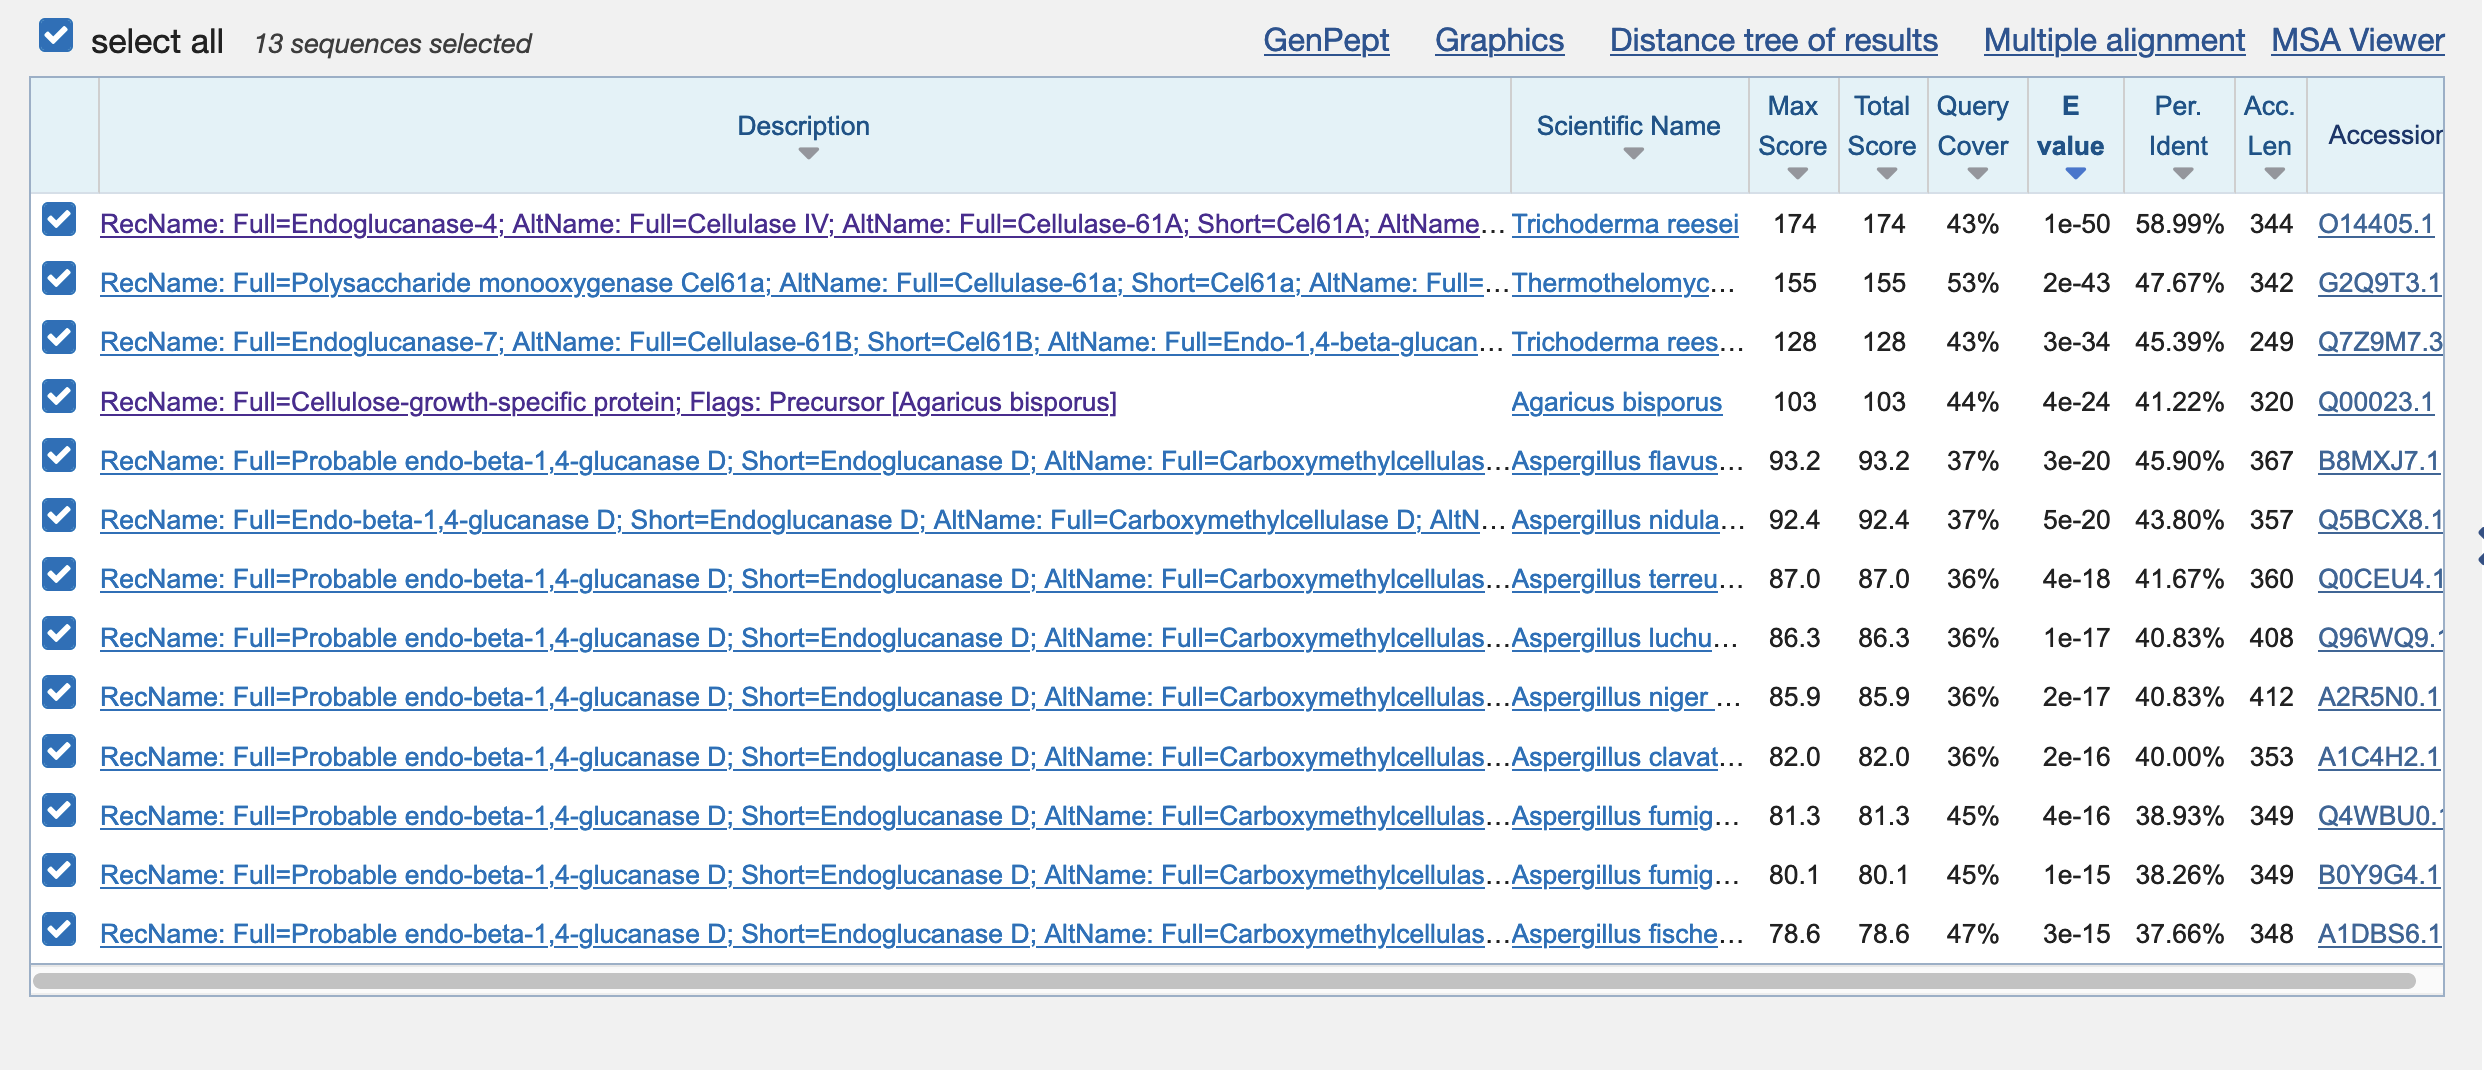 select all 13 sequences selected GenPept Graphics Distance tree of results Multiple alignment MSA Viewer
Description Scientific Name Max Score Total Score Query Cover E value Per. Ident Acc. Len Accession
RecName: Full=Endoglucanase-4; AltName: Full=Cellulase IV; AltName: Full=Cellulase-61A; Short=Cel61A; AltName... Trichoderma reesei 174 174 43% 1e-50 58.99% 344 O14405.1
RecName: Full=Polysaccharide monooxygenase Cel61a; AltName: Full=Cellulase-61a; Short=Cel61a; AltName: Full=... Thermothelomyc... 155 155 53% 2e-43 47.67% 342 G2Q9T3.1
RecName: Full=Endoglucanase-7; AltName: Full=Cellulase-61B; Short=Cel61B; AltName: Full=Endo-1,4-beta-glucan... Trichoderma rees... 128 128 43% 3e-34 45.39% 249 Q7Z9M7.3
RecName: Full=Cellulose-growth-specific protein; Flags: Precursor [Agaricus bisporus] Agaricus bisporus 103 103 44% 4e-24 41.22% 320 Q00023.1
RecName: Full=Probable endo-beta-1,4-glucanase D; Short=Endoglucanase D; AltName: Full=Carboxymethylcellulas... Aspergillus flavus... 93.2 93.2 37% 3e-20 45.90% 367 B8MXJ7.1
RecName: Full=Endo-beta-1,4-glucanase D; Short=Endoglucanase D; AltName: Full=Carboxymethylcellulase D; AltN... Aspergillus nidula... 92.4 92.4 37% 5e-20 43.80% 357 Q5BCX8.1
RecName: Full=Probable endo-beta-1,4-glucanase D; Short=Endoglucanase D; AltName: Full=Carboxymethylcellulas... Aspergillus terreu... 87.0 87.0 36% 4e-18 41.67% 360 Q0CEU4.1
RecName: Full=Probable endo-beta-1,4-glucanase D; Short=Endoglucanase D; AltName: Full=Carboxymethylcellulas... Aspergillus luchu... 86.3 86.3 36% 1e-17 40.83% 408 Q96WQ9.1
RecName: Full=Probable endo-beta-1,4-glucanase D; Short=Endoglucanase D; AltName: Full=Carboxymethylcellulas... Aspergillus niger ... 85.9 85.9 36% 2e-17 40.83% 412 A2R5N0.1
RecName: Full=Probable endo-beta-1,4-glucanase D; Short=Endoglucanase D; AltName: Full=Carboxymethylcellulas... Aspergillus clavat... 82.0 82.0 36% 2e-16 40.00% 353 A1C4H2.1
RecName: Full=Probable endo-beta-1,4-glucanase D; Short=Endoglucanase D; AltName: Full=Carboxymethylcellulas... Aspergillus fumig... 81.3 81.3 45% 4e-16 38.93% 349 Q4WBU0.1
RecName: Full=Probable endo-beta-1,4-glucanase D; Short=Endoglucanase D; AltName: Full=Carboxymethylcellulas... Aspergillus fumig... 80.1 80.1 45% 1e-15 38.26% 349 B0Y9G4.1
RecName: Full=Probable endo-beta-1,4-glucanase D; Short=Endoglucanase D; AltName: Full=Carboxymethylcellulas... Aspergillus fische... 78.6 78.6 47% 3e-15 37.66% 348 A1DBS6.1